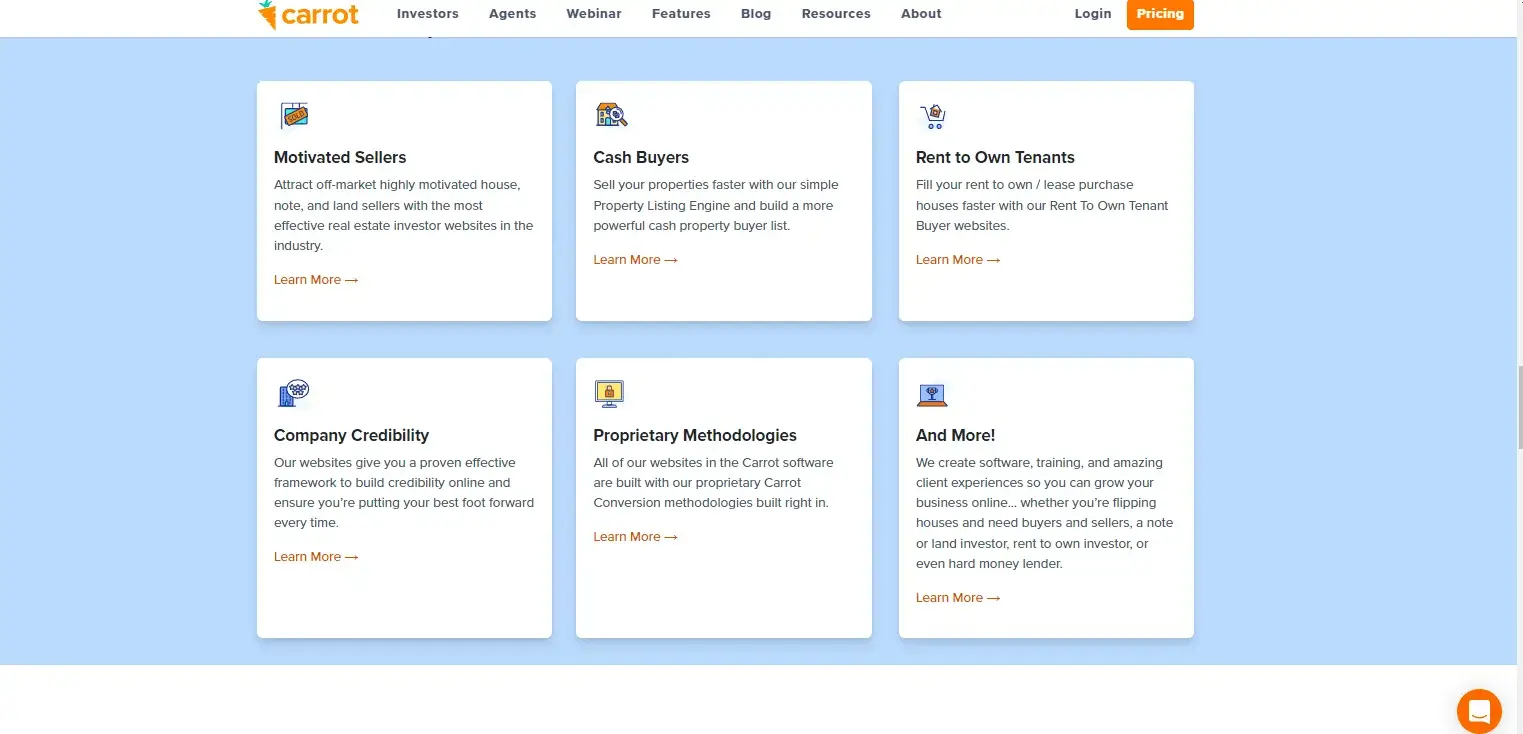 carrot
Investors Agents Webinar Features Blog Resources About Login Pricing
SOLD
Motivated Sellers
Attract off-market highly motivated house,
note, and land sellers with the most
effective real estate investor websites in the
industry.
Learn More →
Cash Buyers
Sell your properties faster with our simple
Property Listing Engine and build a more
powerful cash property buyer list.
Learn More →
Rent to Own Tenants
Fill your rent to own / lease purchase
houses faster with our Rent To Own Tenant
Buyer websites.
Learn More →
Company Credibility
Our websites give you a proven effective
framework to build credibility online and
ensure you’re putting your best foot forward
every time.
Learn More →
Proprietary Methodologies
All of our websites in the Carrot software
are built with our proprietary Carrot
Conversion methodologies built right in.
Learn More →
And More!
We create software, training, and amazing
client experiences so you can grow your
business online... whether you’re flipping
houses and need buyers and sellers, a note
or land investor, rent to own investor, or
even hard money lender.
Learn More →